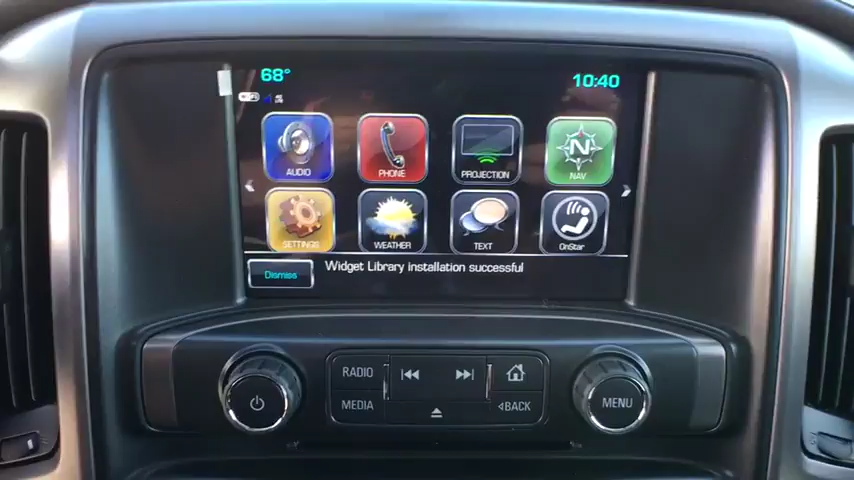 68°
10:40
AUDIO
PHONE
PROJECTION
N
NAV
SETTINGS
WEATHER
TEXT
OnStar
Dismiss
Widget Library installation successful
RADIO
MEDIA
BACK
MENU